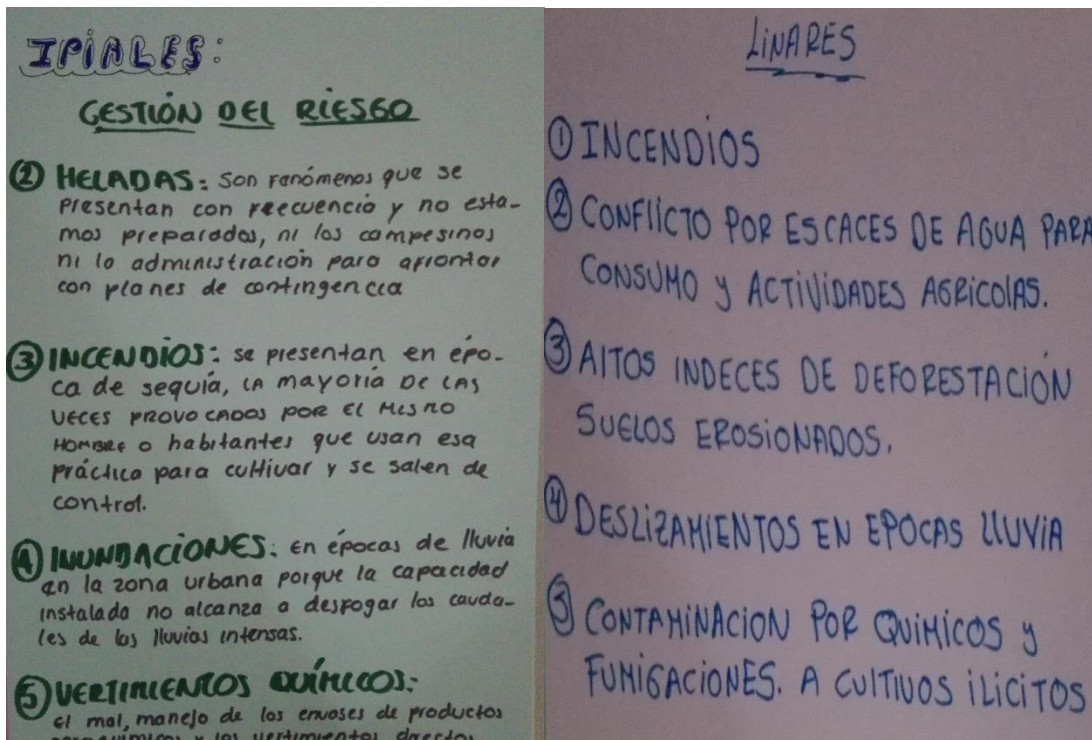 IPIALES:
GESTIÓN DEL RIESGO
② HELADAS: Son fenómenos que se
presentan con freecuencia y no esta-
mos preparados, ni los campesinos
ni la administración para afrontar
con planes de contingencia
③ INCENDIOS: se presentan en épo-
ca de sequía, LA mayoría DE LAS
VECES PROVOCADOS POR EL MISMO
HOMBRE o habitantes que usan esa
práctica para cultivar y se salen de
control.
④ INUNDACIONES: En épocas de lluvia
en la zona urbana porque la capacidad
instalada no alcanza a desfogar los cauda-
les de las lluvias intensas.
⑤ VERTIMIENTOS QUÍMICOS:
el mal, manejo de los envases de productos
agroquímicos y los vertimientos directos
LINARES
① INCENDIOS
② CONFLICTO POR ESCACES DE AGUA PARA
CONSUMO y ACTIVIDADES AGRICOLAS.
③ ALTOS INDECES DE DEFORESTACIÓN
SUELOS EROSIONADOS.
④ DESLIZAMIENTOS EN EPOCAS LLUVIA
⑤ CONTAMINACION POR QUIMICOS y
FUMIGACIONES. A CULTIVOS ILICITOS